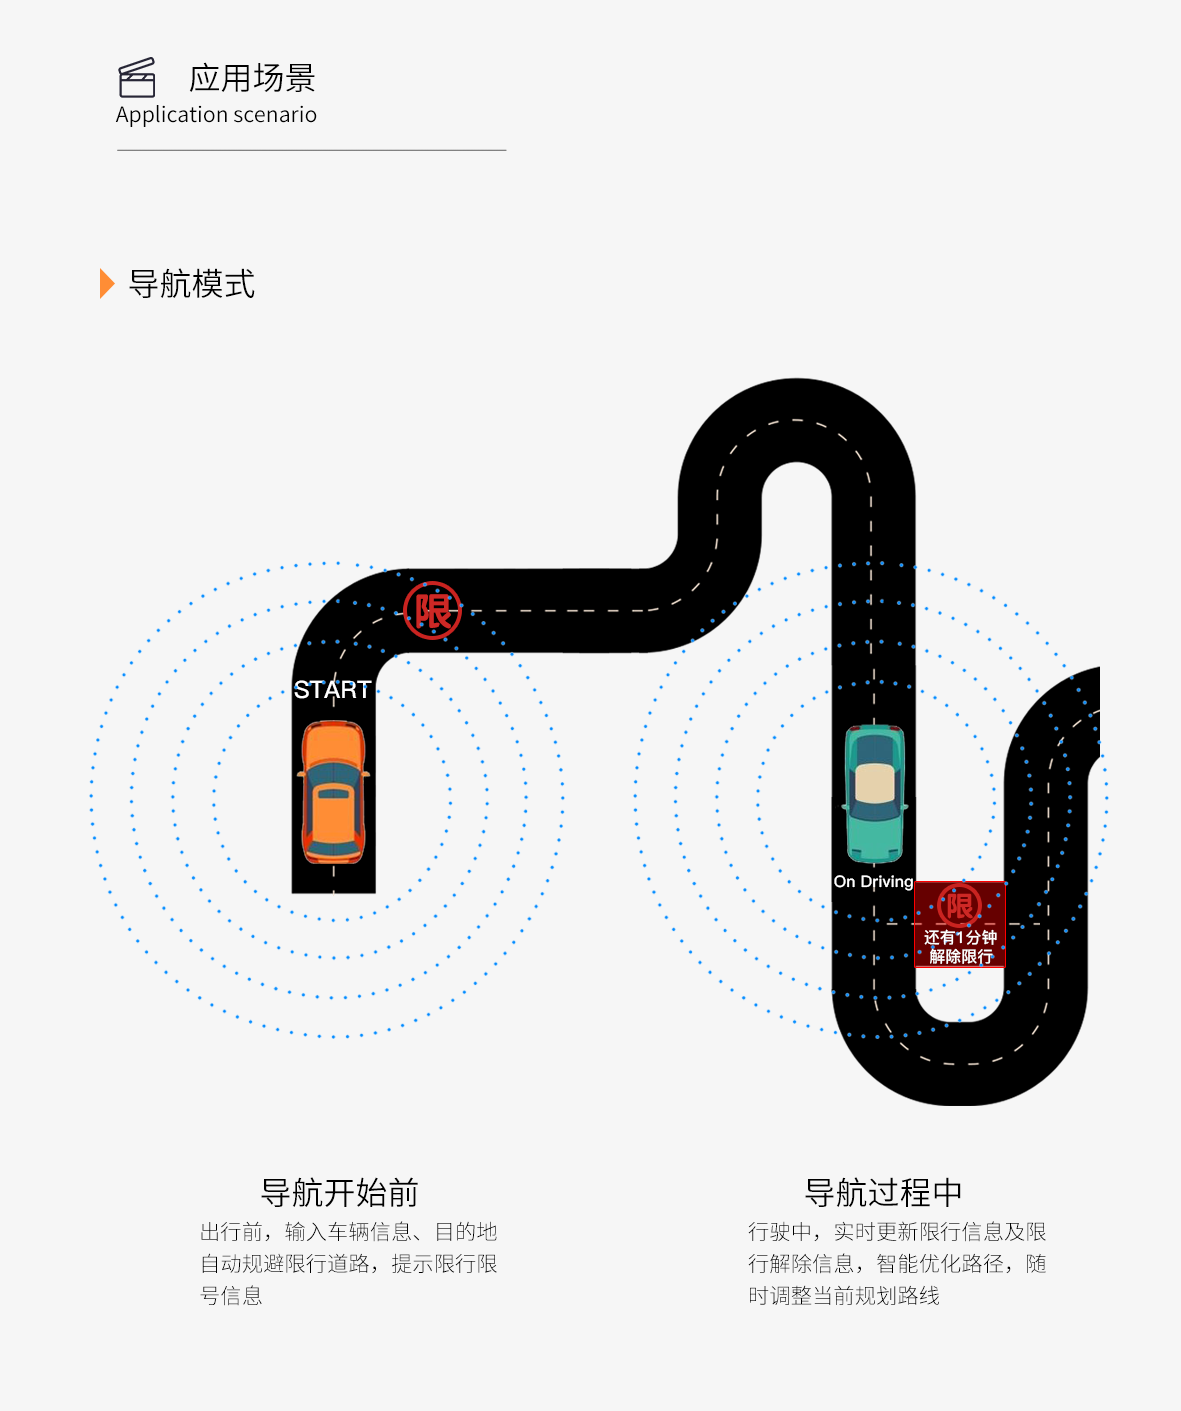 应用场景
Application scenario
导航模式
限
START
On Driving
限
还有1分钟
解除限行
导航开始前
出行前，输入车辆信息、目的地
自动规避限行道路，提示限行限
号信息
导航过程中
行驶中，实时更新限行信息及限
行解除信息，智能优化路径，随
时调整当前规划路线